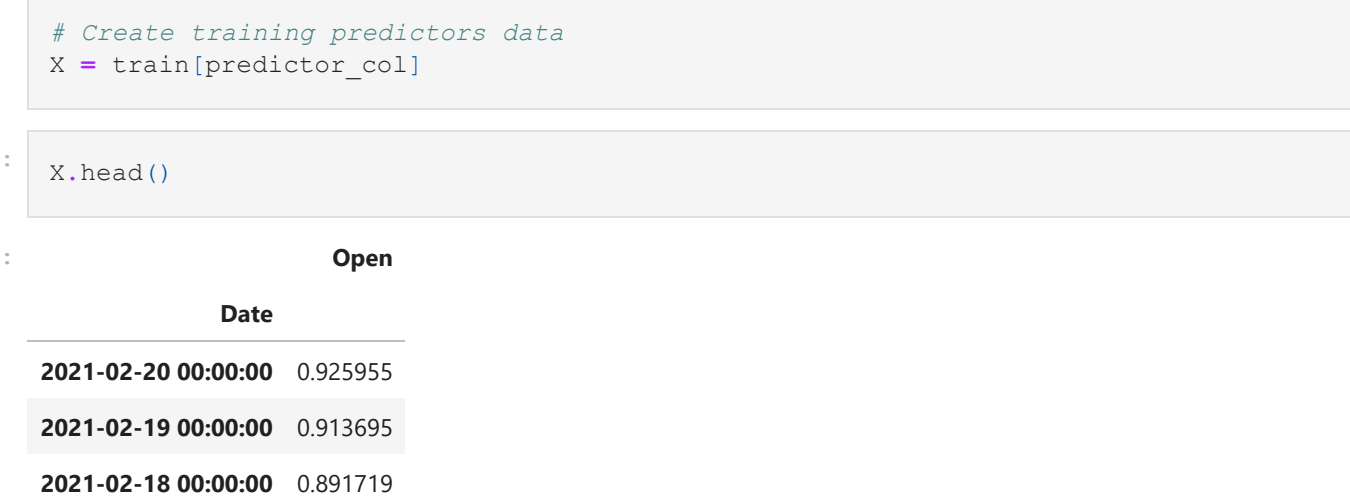 # Create training predictors data
X = train[predictor_col]
:
X.head()
:
Open
Date
2021-02-20 00:00:00 0.925955
2021-02-19 00:00:00 0.913695
2021-02-18 00:00:00 0.891719